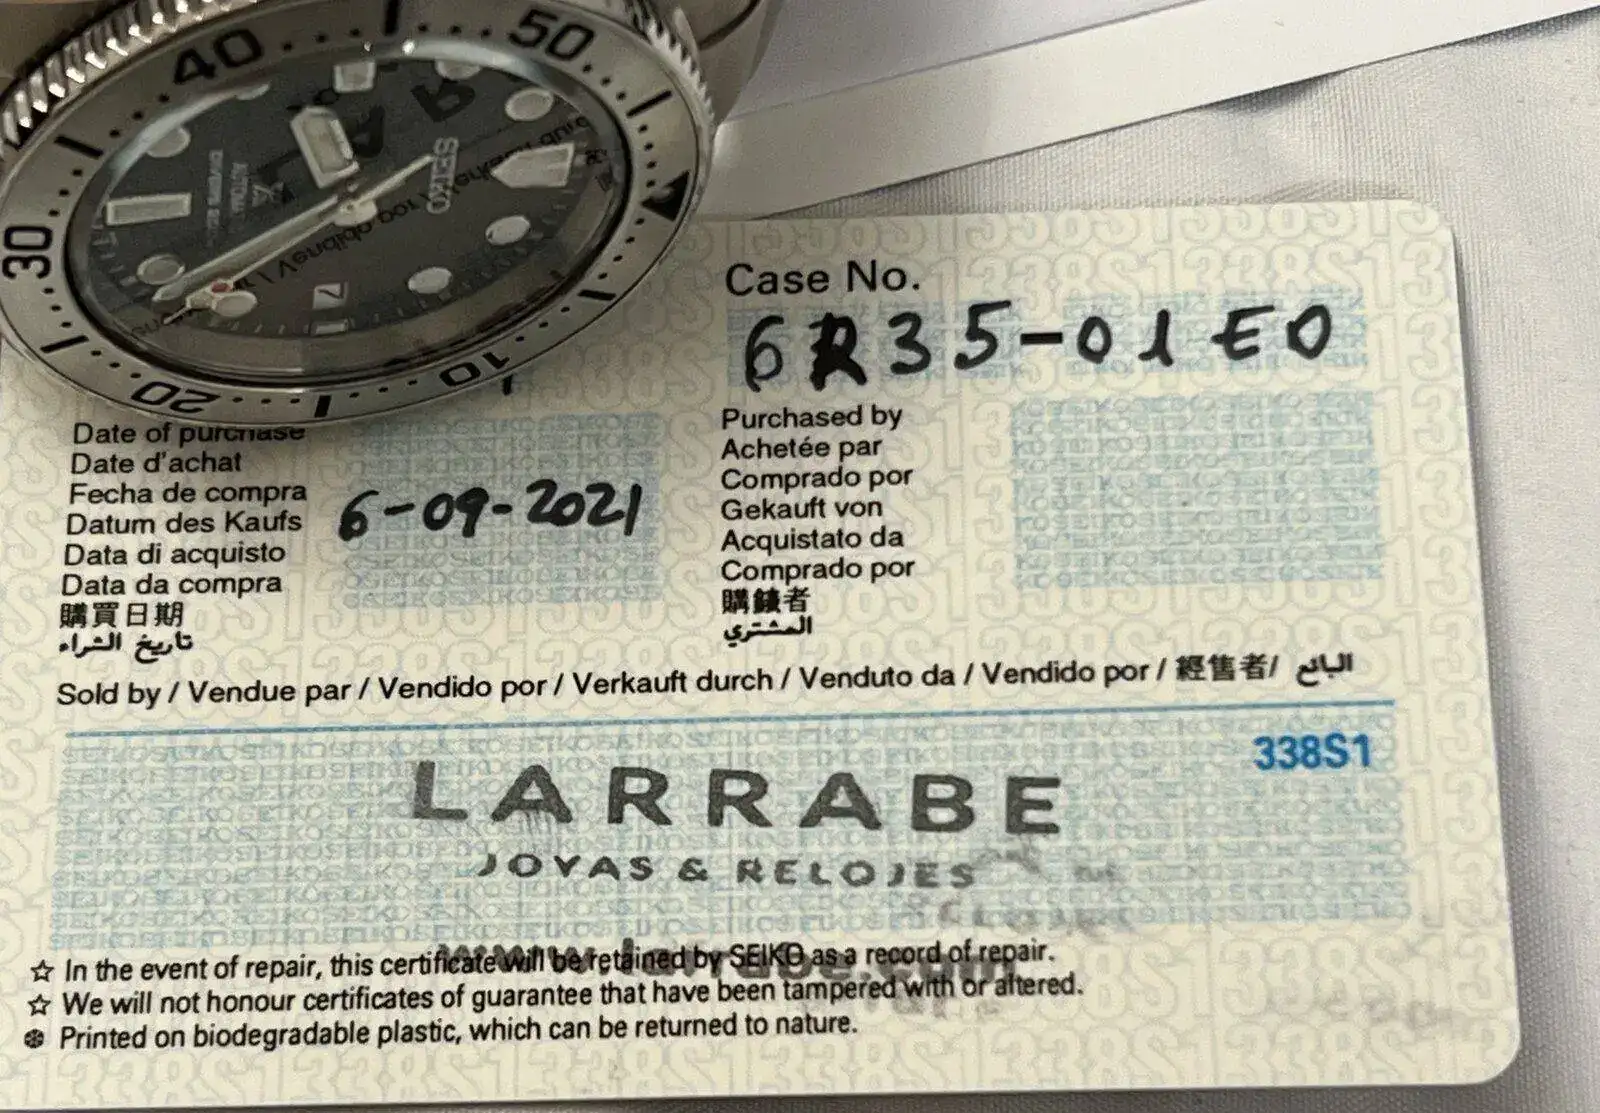 50
40
30
20
10
SEIKO
7
Case No.
6R35-01E0
Date of purchase
Date d'achat
Fecha de compra
Datum des Kaufs
Data di acquisto
Data da compra
購買日期
تاريخ الشراء
6-09-2021
Purchased by
Achetée par
Comprado por
Gekauft von
Acquistato da
Comprado por
المشتري
Sold by / Vendue par / Vendido por / Verkauft durch / Venduto da / Vendido por / 經售者/ البائع
338S1
LARRABE
JOYAS & RELOJES
☆ In the event of repair, this certificate will be retained by SEIKO as a record of repair.
☆ We will not honour certificates of guarantee that have been tampered with or altered.
Printed on biodegradable plastic, which can be returned to nature.